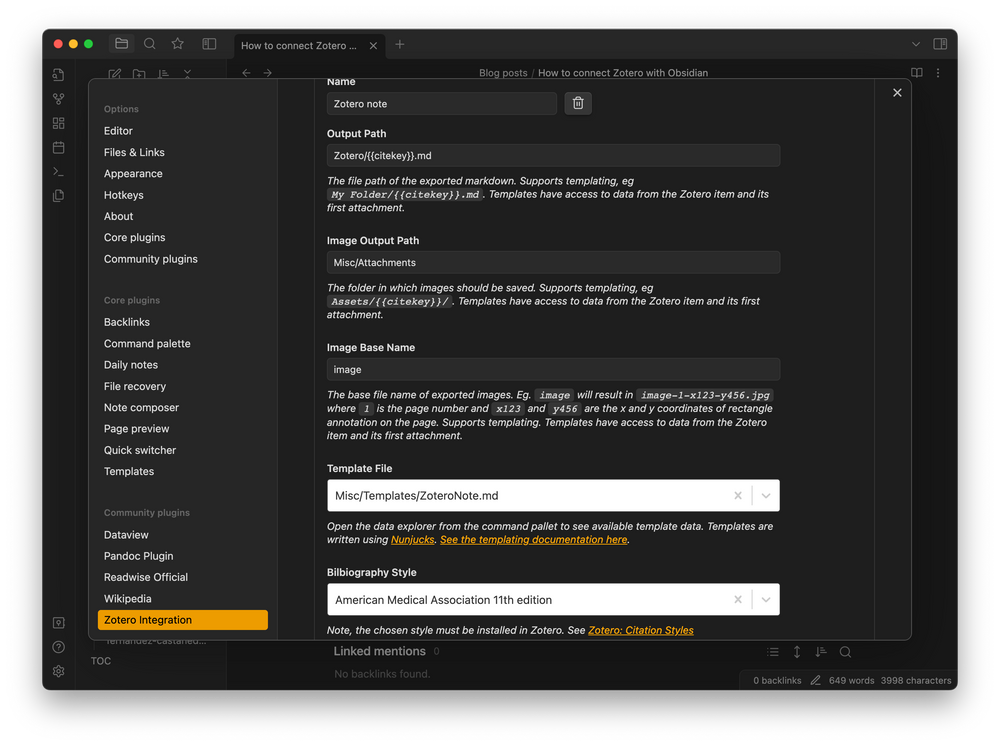 How to connect Zotero ...
Blog posts / How to connect Zotero with Obsidian
Options
Editor
Files & Links
Appearance
Hotkeys
About
Core plugins
Community plugins
Core plugins
Backlinks
Command palette
Daily notes
File recovery
Note composer
Page preview
Quick switcher
Templates
Community plugins
Dataview
Pandoc Plugin
Readwise Official
Wikipedia
Zotero Integration
fernandez-castaned...
TOC
Name
Zotero note
Output Path
Zotero/{{citekey}}.md
The file path of the exported markdown. Supports templating, eg
My Folder/{{citekey}}.md. Templates have access to data from the Zotero item and its
first attachment.
Image Output Path
Misc/Attachments
The folder in which images should be saved. Supports templating, eg
Assets/{{citekey}}/. Templates have access to data from the Zotero item and its first
attachment.
Image Base Name
image
The base file name of exported images. Eg. image will result in image-1-x123-y456.jpg
where 1 is the page number and x123 and y456 are the x and y coordinates of rectangle
annotation on the page. Supports templating. Templates have access to data from the Zotero
item and its first attachment.
Template File
Misc/Templates/ZoteroNote.md
Open the data explorer from the command pallet to see available template data. Templates are
written using Nunjucks. See the templating documentation here.
Bilbiography Style
American Medical Association 11th edition
Note, the chosen style must be installed in Zotero. See Zotero: Citation Styles
Linked mentions 0
No backlinks found.
0 backlinks 649 words 3998 characters